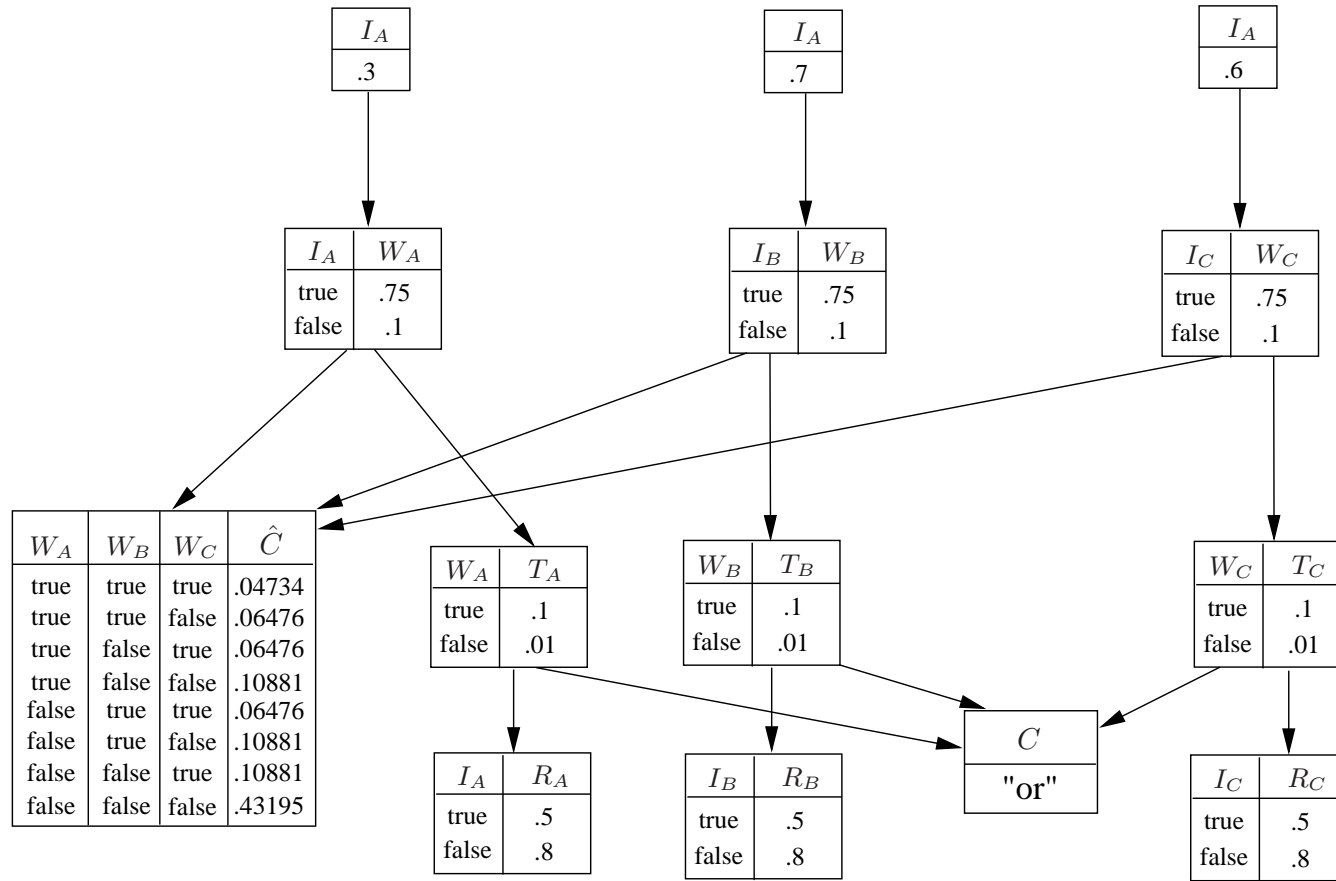 I_A I_A I_A
.3 .7 .6
I_A W_A
true .75
false .1
I_B W_B
true .75
false .1
I_C W_C
true .75
false .1
W_A W_B W_C Ĉ
true true true .04734
true true false .06476
true false true .06476
true false false .10881
false true true .06476
false true false .10881
false false true .10881
false false false .43195
W_A T_A
true .1
false .01
W_B T_B
true .1
false .01
W_C T_C
true .1
false .01
I_A R_A
true .5
false .8
I_B R_B
true .5
false .8
C
"or"
I_C R_C
true .5
false .8